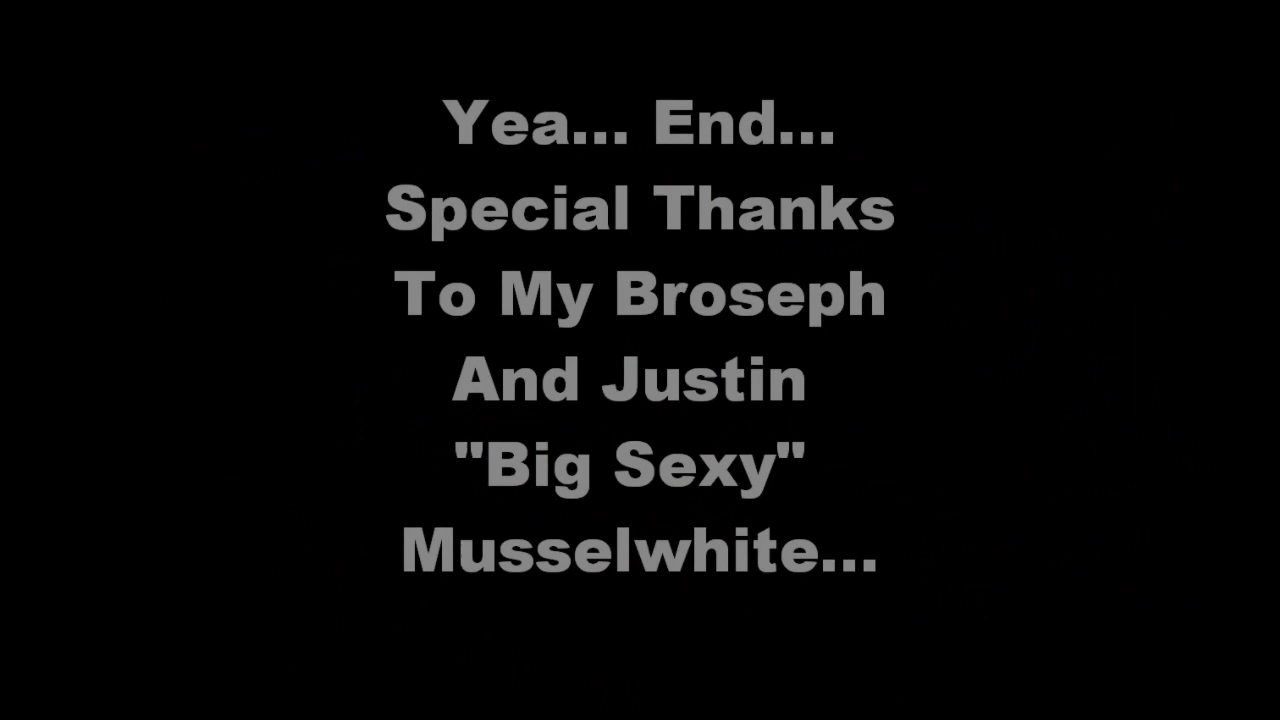 Yea... End...
Special Thanks
To My Broseph
And Justin
"Big Sexy"
Musselwhite...